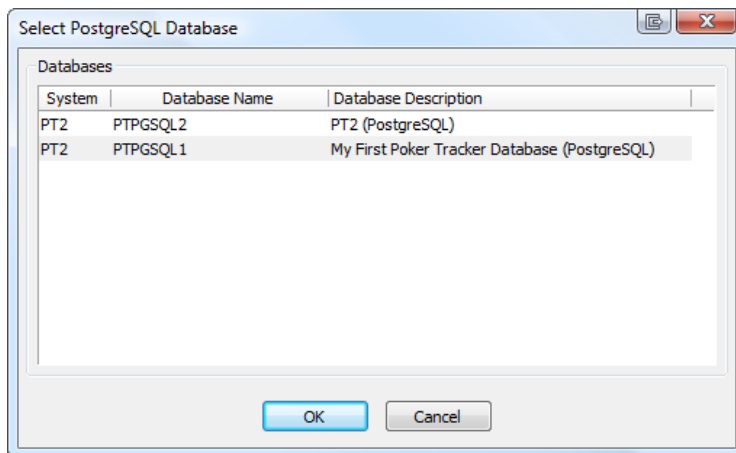 Select PostgreSQL Database
Databases
System Database Name Database Description
PT2 PTPGSQL2 PT2 (PostgreSQL)
PT2 PTPGSQL1 My First Poker Tracker Database (PostgreSQL)
OK Cancel